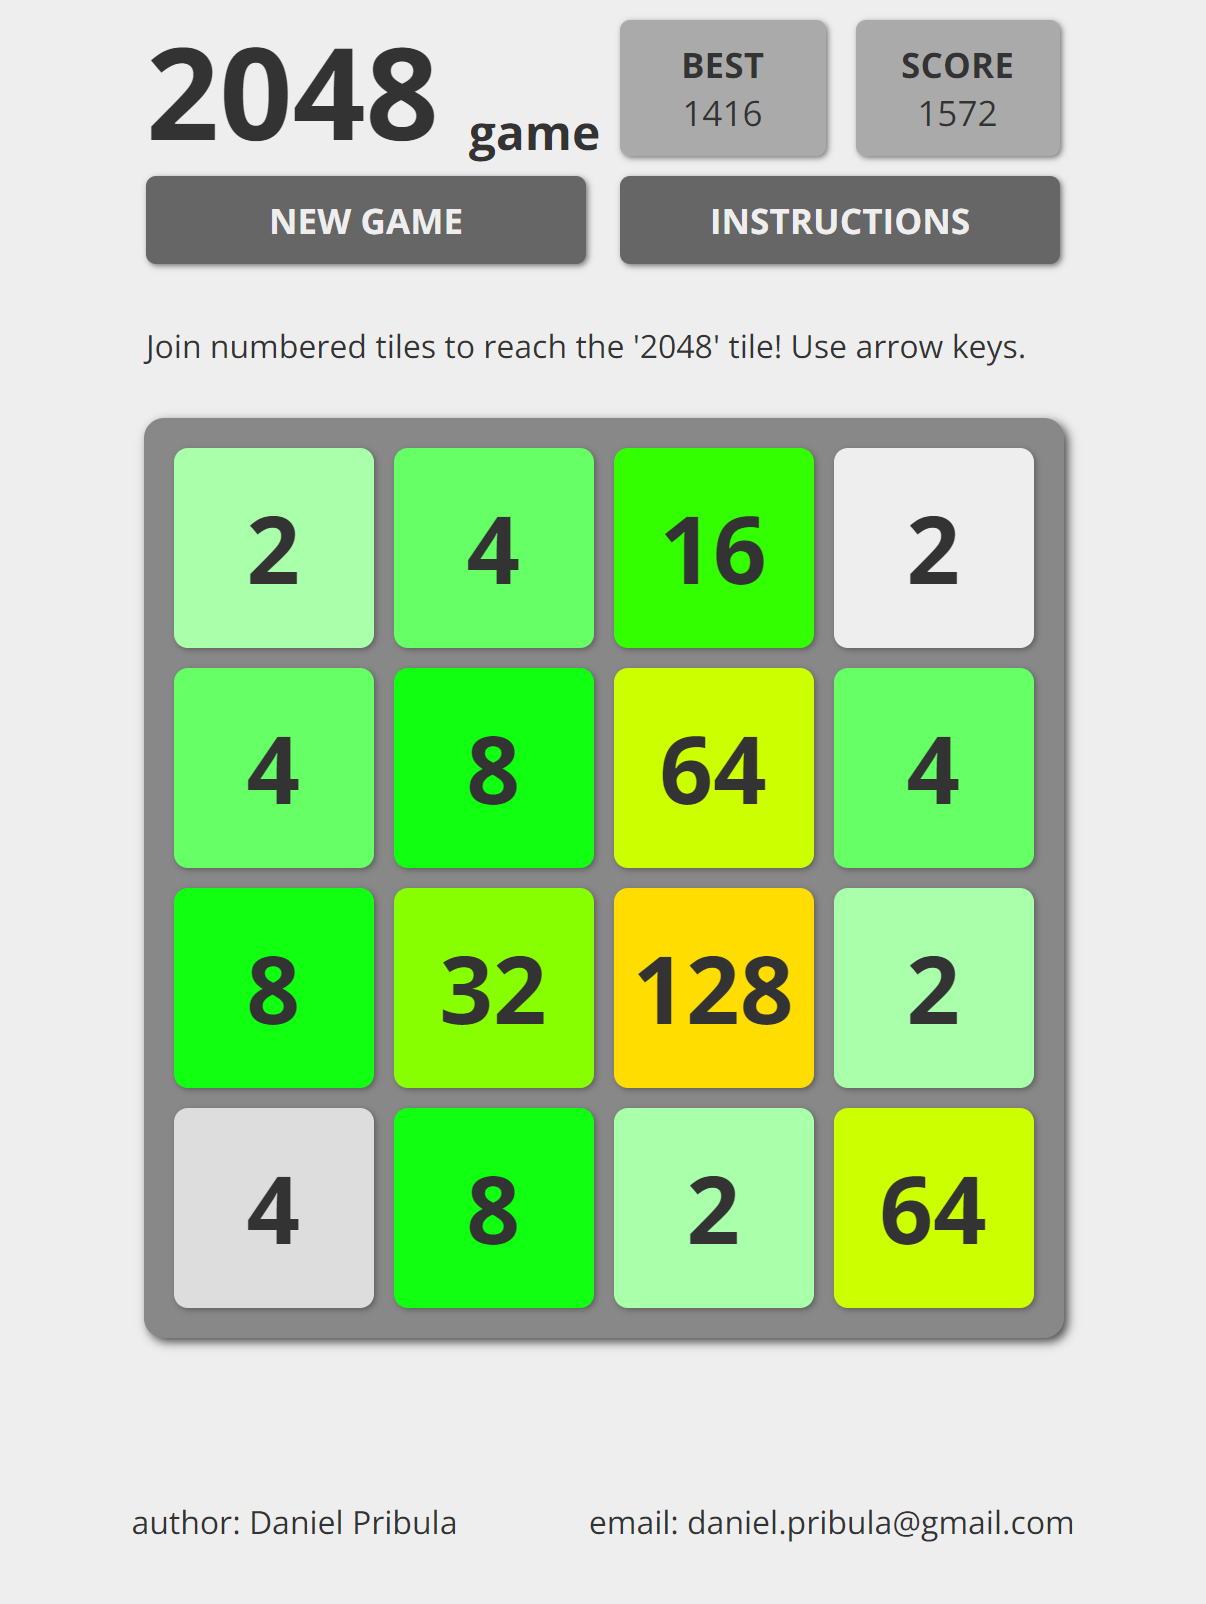 2048 game
BEST
1416
SCORE
1572
NEW GAME
INSTRUCTIONS
Join numbered tiles to reach the '2048' tile! Use arrow keys.
2 4 16 2
4 8 64 4
8 32 128 2
4 8 2 64
author: Daniel Pribula
email: daniel.pribula@gmail.com